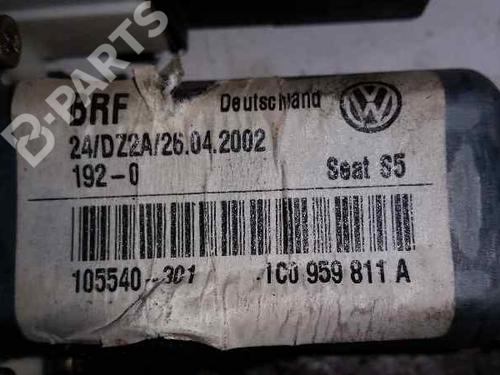 B-PARTS
BRF Deutschland
24/DZ2A/26.04.2002
192-0 Seat S5
105540-301 1C0 959 811 A